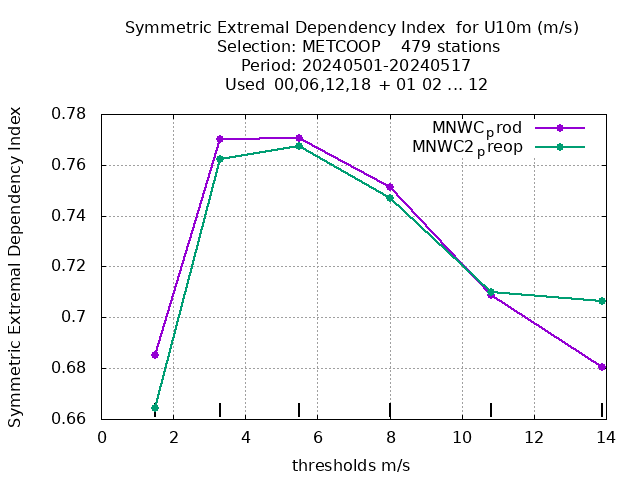 Symmetric Extremal Dependency Index  for U10m (m/s)
Selection: METCOOP    479 stations
Period: 20240501-20240517
Used  00,06,12,18 + 01 02 ... 12
Symmetric Extremal Dependency Index
0.78
0.76
0.74
0.72
0.7
0.68
0.66
MNWCprod
MNWC2preop
0 2 4 6 8 10 12 14
thresholds m/s